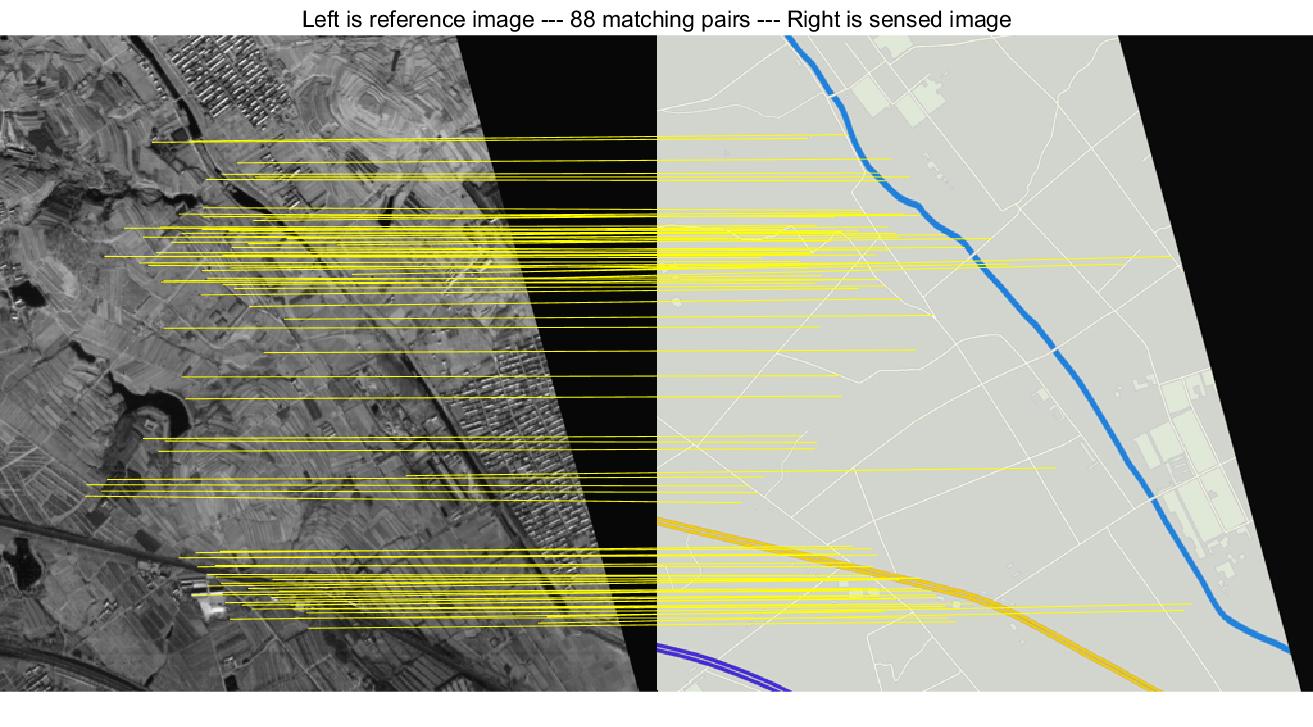 Left is reference image --- 88 matching pairs --- Right is sensed image